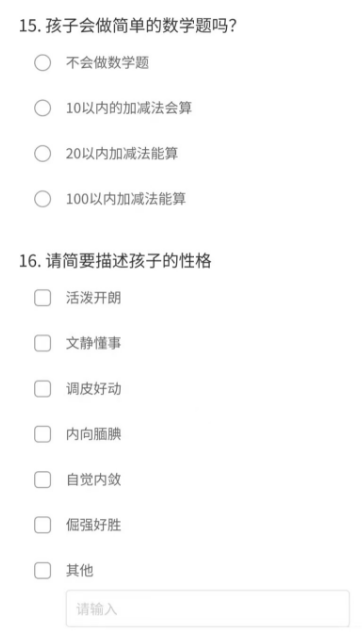 15. 孩子会做简单的数学题吗?
不会做数学题
10以内的加减法会算
20以内加减法能算
100以内加减法能算
16. 请简要描述孩子的性格
活泼开朗
文静懂事
调皮好动
内向腼腆
自觉内敛
倔强好胜
其他
请输入